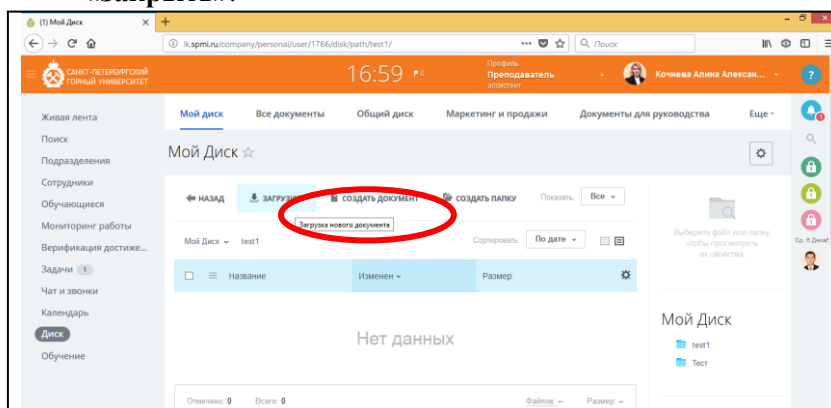 (1) Мой Диск
lk.spmi.ru/company/personal/user/1766/disk/path/test1/
Поиск
САНКТ-ПЕТЕРБУРГСКИЙ
ГОРНЫЙ УНИВЕРСИТЕТ
16:59
0
Профиль
Преподаватель
ассистент
Кочнева Алина Алексан...
?
Живая лента
Поиск
Подразделения
Сотрудники
Обучающиеся
Мониторинг работы
Верификация достиже...
Задачи 1
Чат и звонки
Календарь
Диск
Обучение
Мой диск
Все документы
Общий диск
Маркетинг и продажи
Документы для руководства
Еще
Мой Диск
НАЗАД
СОЗДАТЬ ДОКУМЕНТ
СОЗДАТЬ ПАПКУ
Показать:
Все
Загрузка нового документа
Мой Диск
test1
Сортировать:
По дате
Название
Изменен
Размер
Нет данных
Отмечено: 0
Всего: 0
Файлов: –
Размер: –
Выберите файл или папку,
чтобы просмотреть
их свойства.
Мой Диск
test1
Тест